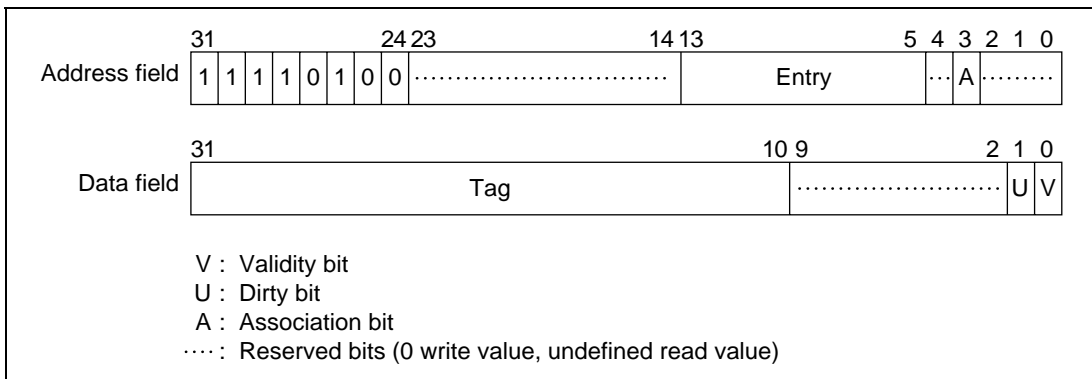 31 24 23 14 13 5 4 3 2 1 0
Address field 1 1 1 1 0 1 0 0 ································ Entry ··· A ·········
31 10 9 2 1 0
Data field Tag ························· U V
V : Validity bit
U : Dirty bit
A : Association bit
···· : Reserved bits (0 write value, undefined read value)